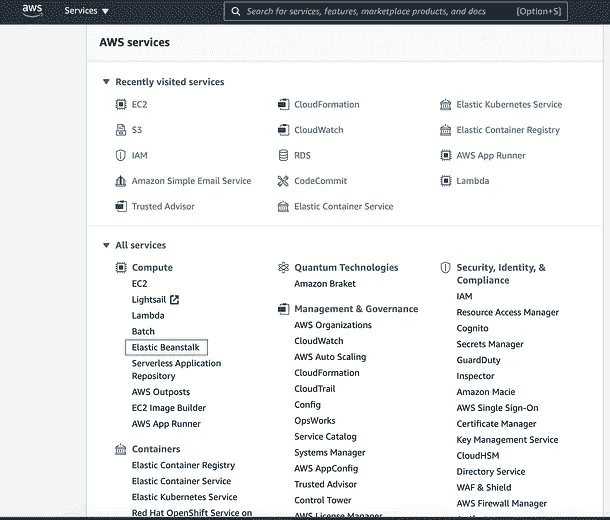 aws
Services ▼
Search for services, features, marketplace products, and docs
[Option+S]
AWS services
▼ Recently visited services
EC2
CloudFormation
Elastic Kubernetes Service
S3
CloudWatch
Elastic Container Registry
IAM
RDS
AWS App Runner
Amazon Simple Email Service
CodeCommit
Lambda
Trusted Advisor
Elastic Container Service
▼ All services
Compute
EC2
Lightsail
Lambda
Batch
Elastic Beanstalk
Serverless Application
Repository
AWS Outposts
EC2 Image Builder
AWS App Runner
Containers
Elastic Container Registry
Elastic Container Service
Elastic Kubernetes Service
Red Hat OpenShift Service on
Quantum Technologies
Amazon Braket
Management & Governance
AWS Organizations
CloudWatch
AWS Auto Scaling
CloudFormation
CloudTrail
Config
OpsWorks
Service Catalog
Systems Manager
AWS AppConfig
Trusted Advisor
Control Tower
AWS License Manager
Security, Identity, &
Compliance
IAM
Resource Access Manager
Cognito
Secrets Manager
GuardDuty
Inspector
Amazon Macie
AWS Single Sign-On
Certificate Manager
Key Management Service
CloudHSM
Directory Service
WAF & Shield
AWS Firewall Manager